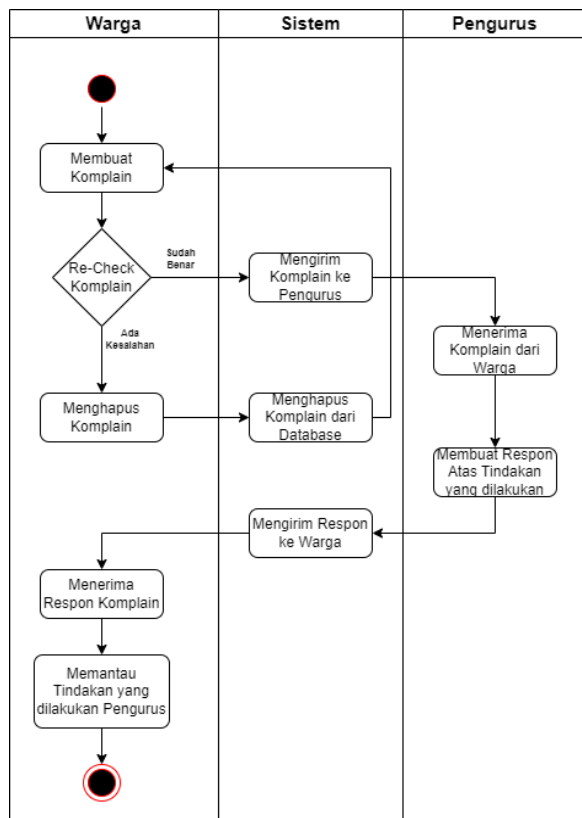 Warga
Sistem
Pengurus
Membuat
Komplain
Re-Check
Komplain
Sudah
Benar
Mengirim
Komplain ke
Pengurus
Menerima
Komplain dari
Warga
Ada
Kesalahan
Menghapus
Komplain
Menghapus
Komplain dari
Database
Membuat Respon
Atas Tindakan
yang dilakukan
Mengirim Respon
ke Warga
Menerima
Respon Komplain
Memantau
Tindakan yang
dilakukan Pengurus